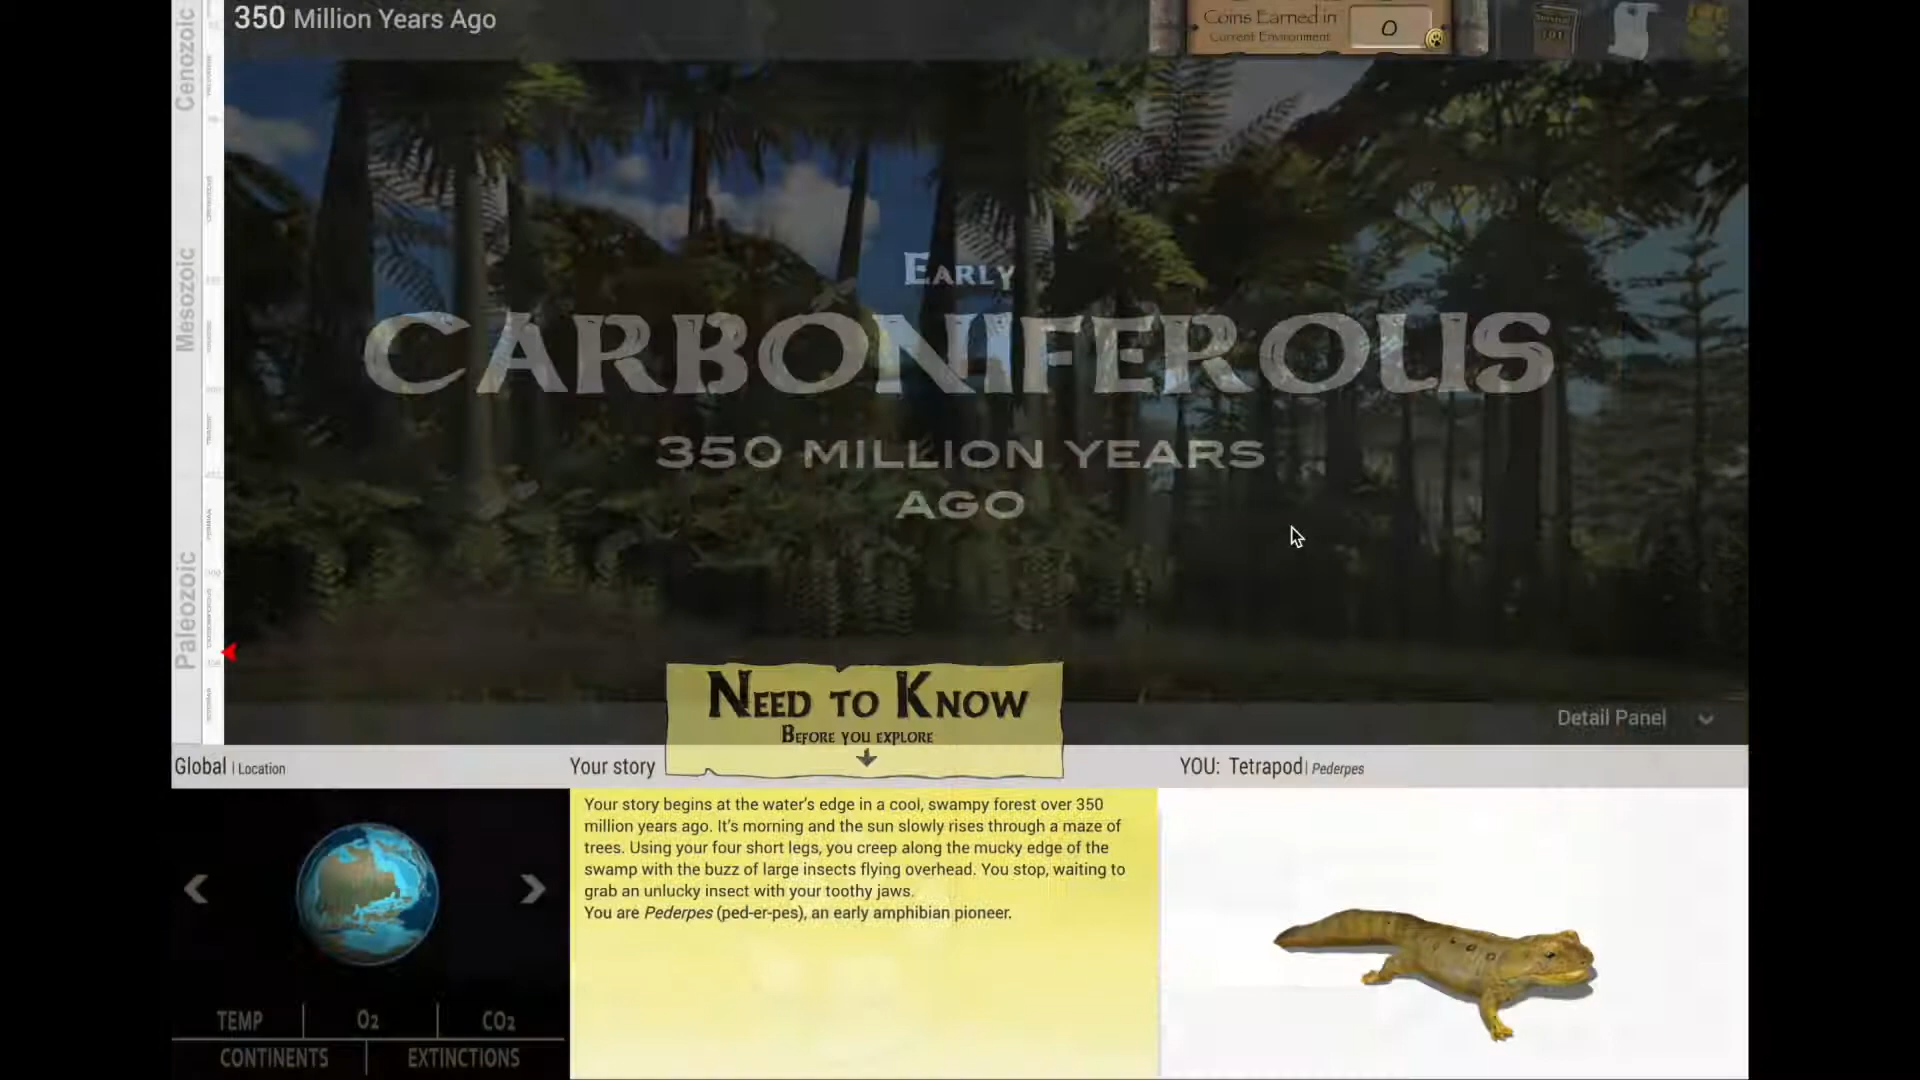 350 Million Years Ago
Coins Earned in
Current Environment
0
SURVIVAL
101
Cenozoic
Mesozoic
Paleozoic
EARLY
CARBONIFEROUS
350 MILLION YEARS
AGO
NEED TO KNOW
BEFORE YOU EXPLORE
Detail Panel
Global | Location
Your story
YOU: Tetrapod | Pederpes
Your story begins at the water's edge in a cool, swampy forest over 350
million years ago. It's morning and the sun slowly rises through a maze of
trees. Using your four short legs, you creep along the mucky edge of the
swamp with the buzz of large insects flying overhead. You stop, waiting to
grab an unlucky insect with your toothy jaws.
You are Pederpes (ped-er-pes), an early amphibian pioneer.
TEMP
O2
CO2
CONTINENTS
EXTINCTIONS